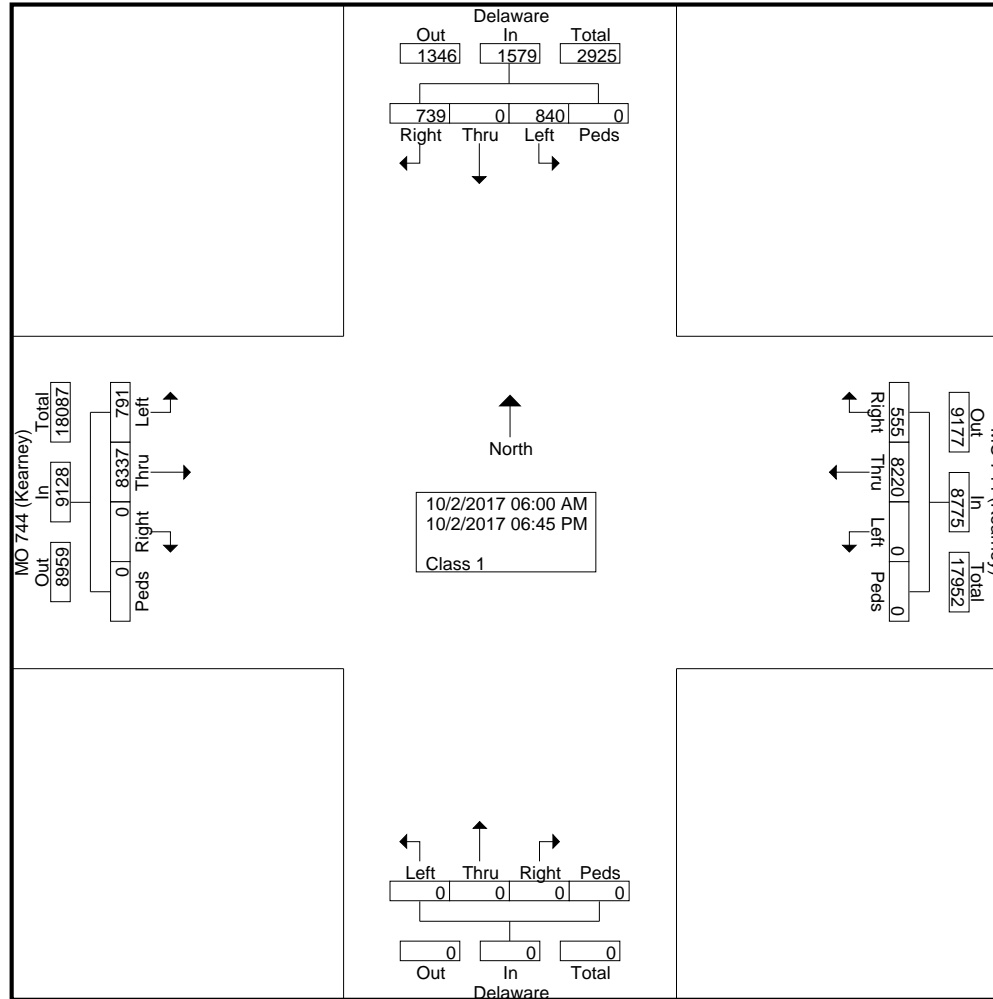 Delaware
Out In Total
1346 1579 2925
739 0 840 0
Right Thru Left Peds
MO 744 (Kearney)
Total In Out
18087 9128 8959
791 8337 0 0
Left Thru Right Peds
North
10/2/2017 06:00 AM
10/2/2017 06:45 PM
Class 1
Right Thru Left Peds
555 8220 0 0
Out In Total
9177 8775 17952
Left Thru Right Peds
0 0 0 0
0 0 0
Out In Total
Delaware